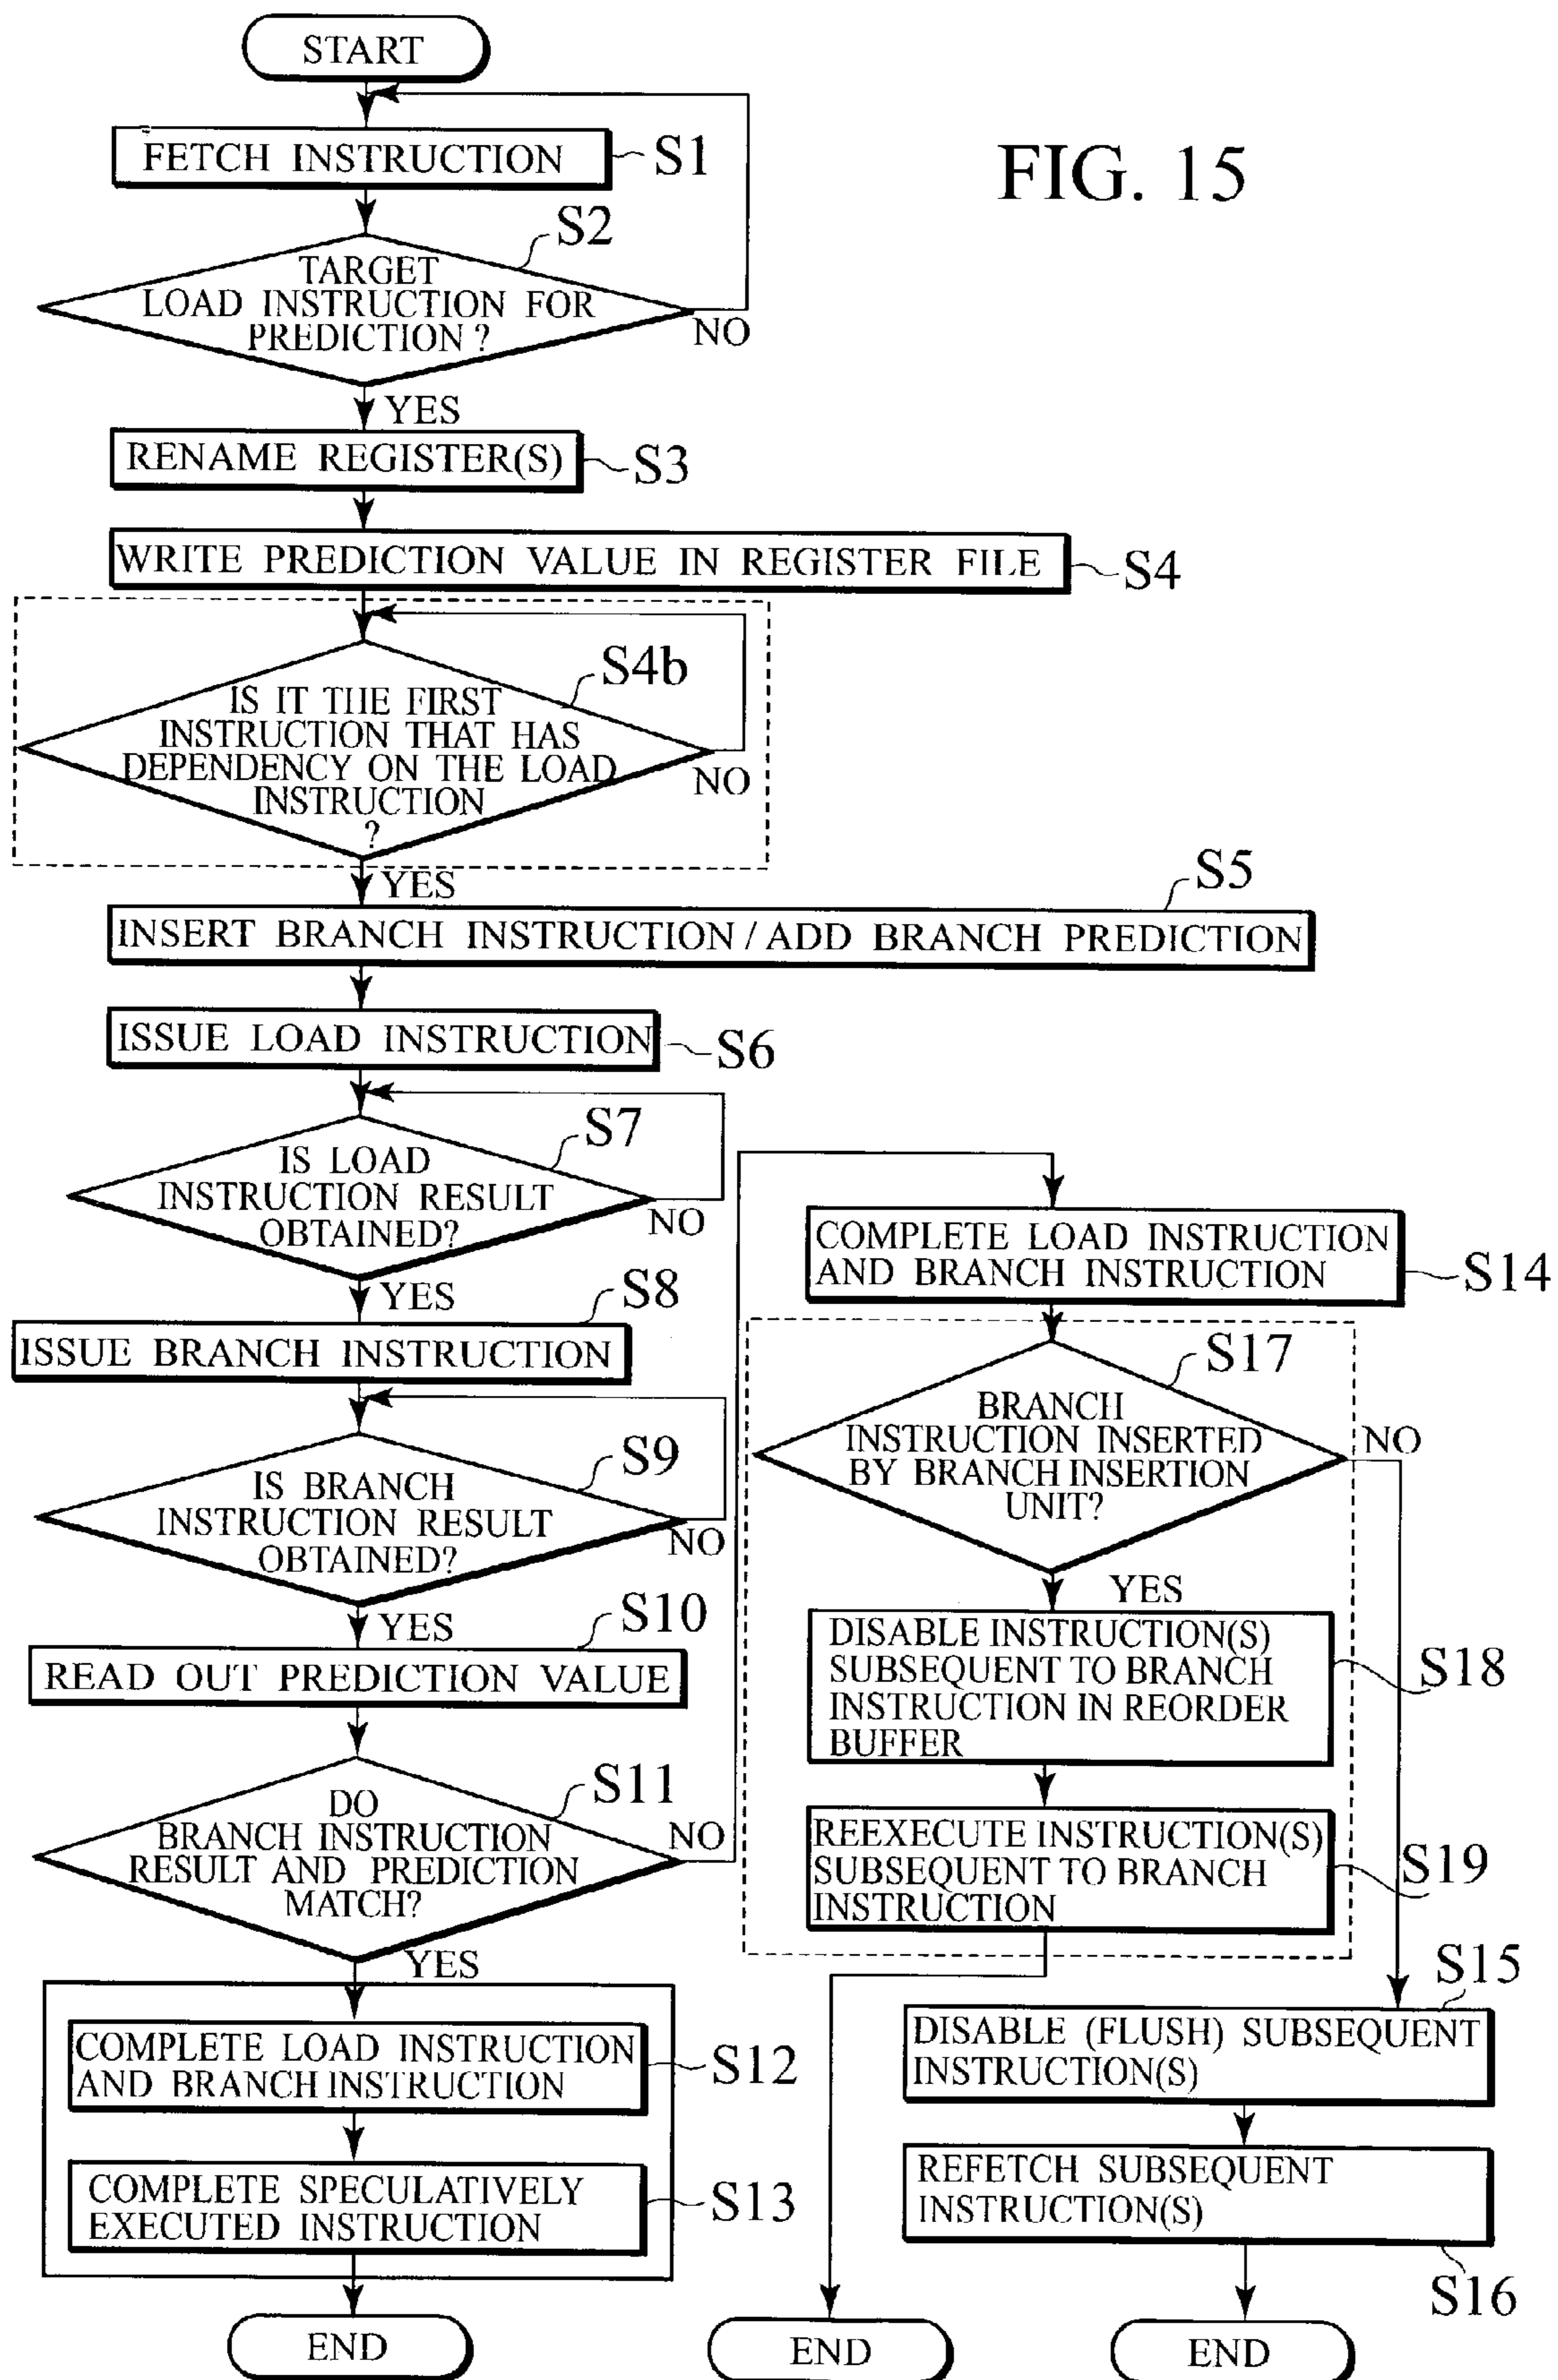 START
FIG. 15
FETCH INSTRUCTION
S1
S2
TARGET
LOAD INSTRUCTION FOR
PREDICTION ?
NO
YES
RENAME REGISTER(S)
S3
WRITE PREDICTION VALUE IN REGISTER FILE
S4
S4b
IS IT THE FIRST
INSTRUCTION THAT HAS
DEPENDENCY ON THE LOAD
INSTRUCTION
?
NO
YES
S5
INSERT BRANCH INSTRUCTION / ADD BRANCH PREDICTION
ISSUE LOAD INSTRUCTION
S6
S7
IS LOAD
INSTRUCTION RESULT
OBTAINED?
NO
YES
S8
ISSUE BRANCH INSTRUCTION
S9
IS BRANCH
INSTRUCTION RESULT
OBTAINED?
NO
YES
S10
READ OUT PREDICTION VALUE
S11
DO
BRANCH INSTRUCTION
RESULT AND PREDICTION
MATCH?
NO
YES
COMPLETE LOAD INSTRUCTION
AND BRANCH INSTRUCTION
S12
COMPLETE SPECULATIVELY
EXECUTED INSTRUCTION
S13
END
COMPLETE LOAD INSTRUCTION
AND BRANCH INSTRUCTION
S14
S17
BRANCH
INSTRUCTION INSERTED
BY BRANCH INSERTION
UNIT?
NO
YES
DISABLE INSTRUCTION(S)
SUBSEQUENT TO BRANCH
INSTRUCTION IN REORDER
BUFFER
S18
REEXECUTE INSTRUCTION(S)
SUBSEQUENT TO BRANCH
INSTRUCTION
S19
END
S15
DISABLE (FLUSH) SUBSEQUENT
INSTRUCTION(S)
REFETCH SUBSEQUENT
INSTRUCTION(S)
S16
END